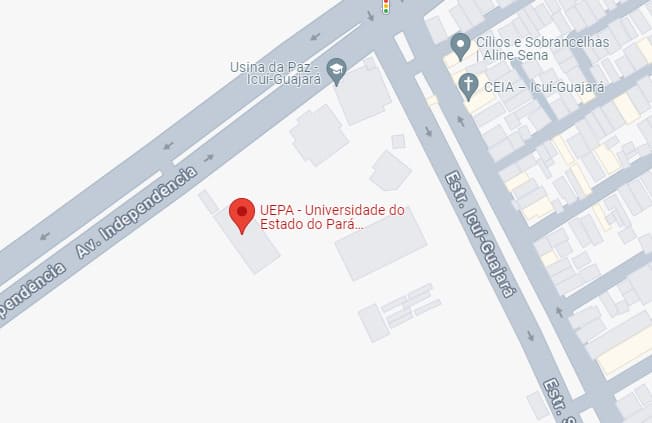 Cílios e Sobrancelhas
| Aline Sena
Usina da Paz -
Icuí-Guajará
CEIA – Icuí-Guajará
Av. Independência
Estr. Icuí-Guajará
UEPA - Universidade do
Estado do Pará...
pendência
Estr. S